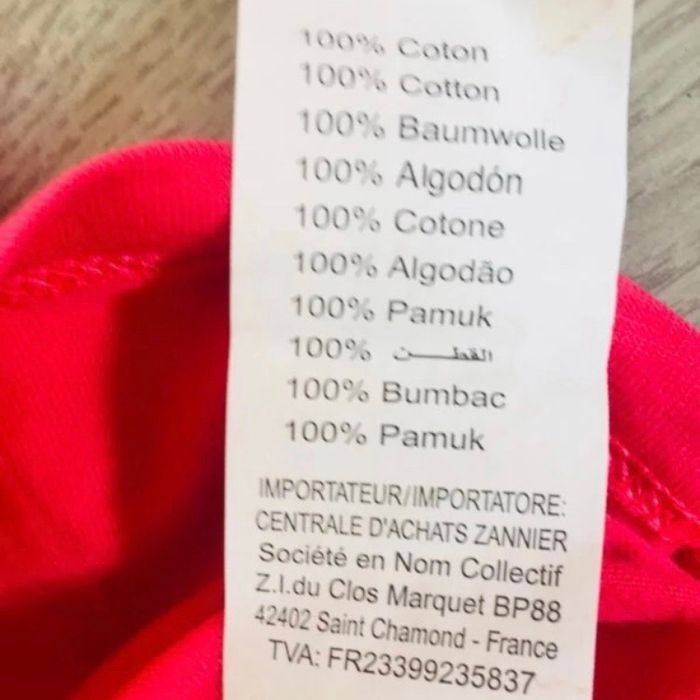 100% Coton
100% Cotton
100% Baumwolle
100% Algodón
100% Cotone
100% Algodão
100% Pamuk
100% القطن
100% Bumbac
100% Pamuk
IMPORTATEUR/IMPORTATORE:
CENTRALE D'ACHATS ZANNIER
Société en Nom Collectif
Z.I.du Clos Marquet BP88
42402 Saint Chamond - France
TVA: FR23399235837